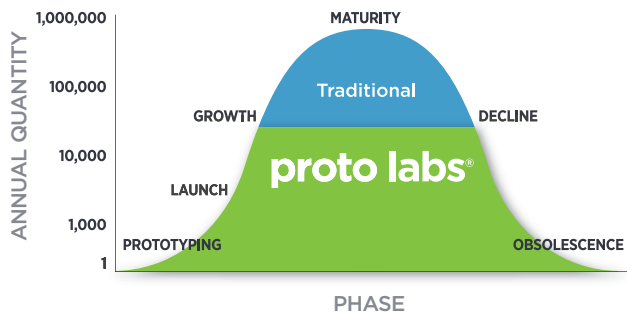 1,000,000
MATURITY
100,000
Traditional
GROWTH
DECLINE
10,000
proto labs®
LAUNCH
1,000
PROTOTYPING
OBSOLESCENCE
1
ANNUAL QUANTITY
PHASE